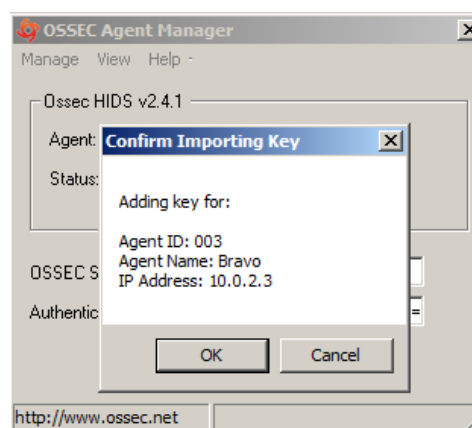 OSSEC Agent Manager
Manage View Help
Ossec HIDS v2.4.1
Agent:
Confirm Importing Key
Status:
Adding key for:
Agent ID: 003
Agent Name: Bravo
IP Address: 10.0.2.3
OSSEC S
Authentic
=
OK Cancel
http://www.ossec.net